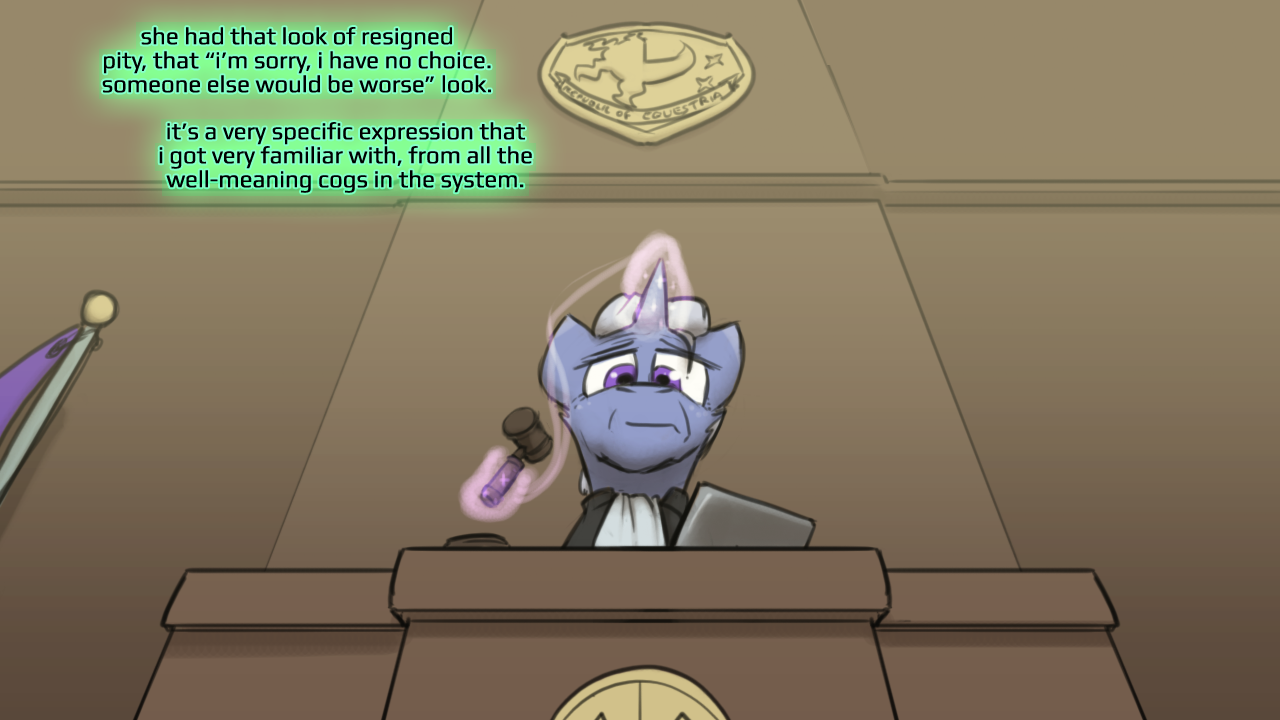 REPUBLIC OF EQUESTRIA
she had that look of resigned
pity, that “i’m sorry, i have no choice.
someone else would be worse” look.
it’s a very specific expression that
i got very familiar with, from all the
well-meaning cogs in the system.